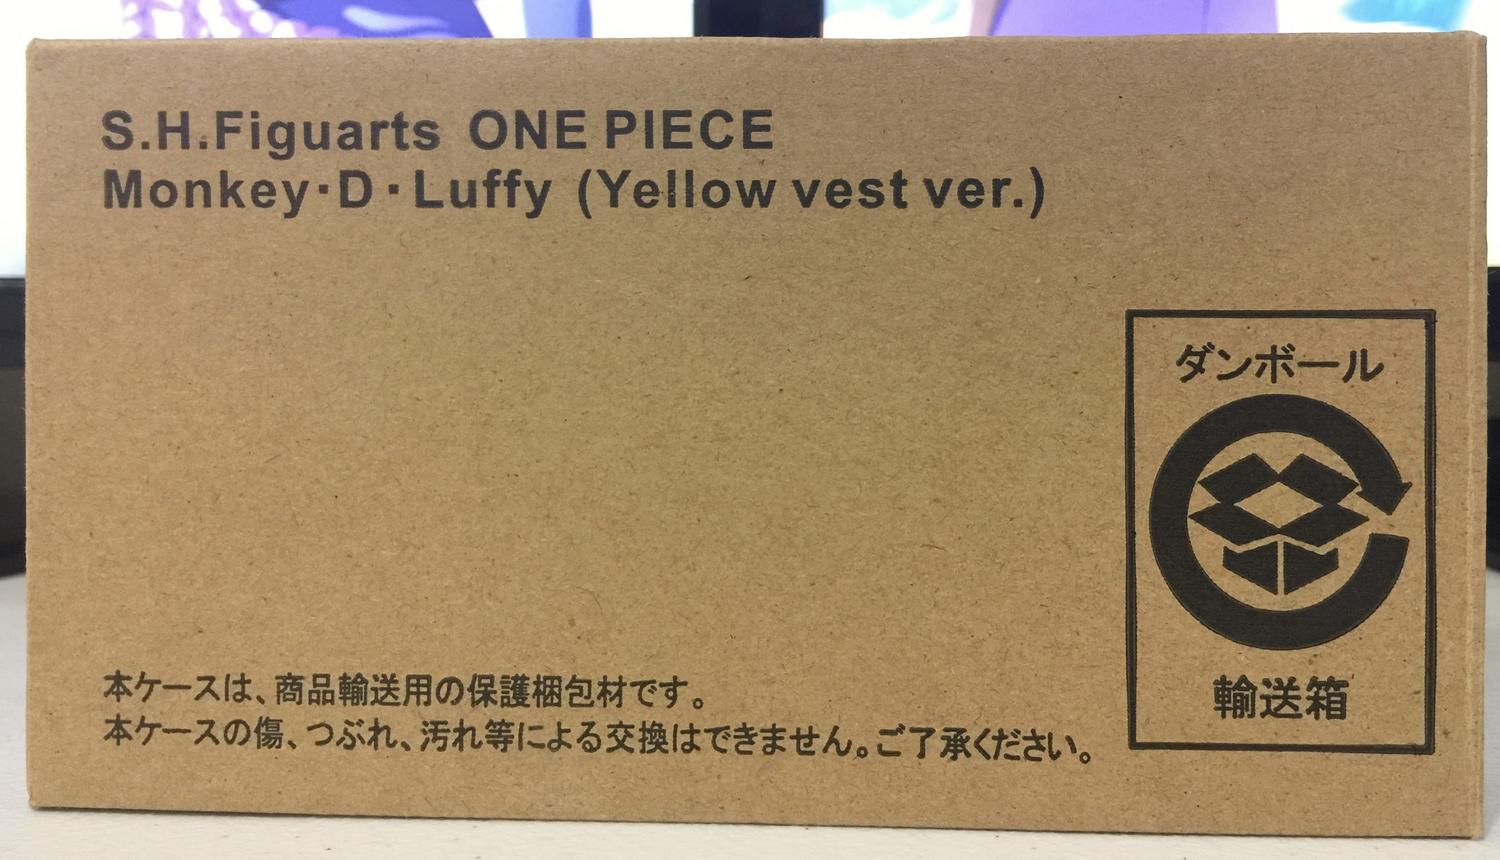 S.H.Figuarts ONE PIECE
Monkey・D・Luffy (Yellow vest ver.)
ダンボール
輸送箱
本ケースは、商品輸送用の保護梱包材です。
本ケースの傷、つぶれ、汚れ等による交換はできません。ご了承ください。